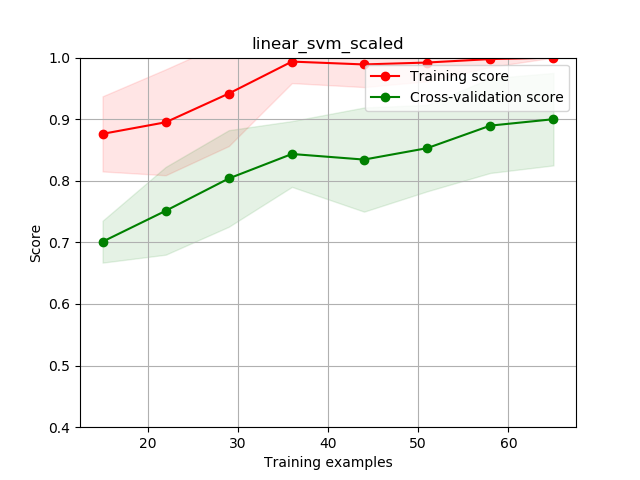 linear_svm_scaled
1.0
0.9
0.8
0.7
0.6
0.5
0.4
Score
Training score
Cross-validation score
20 30 40 50 60
Training examples